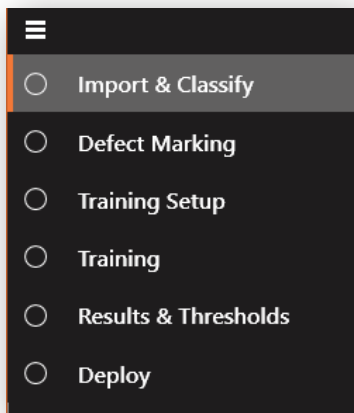 Import & Classify
Defect Marking
Training Setup
Training
Results & Thresholds
Deploy